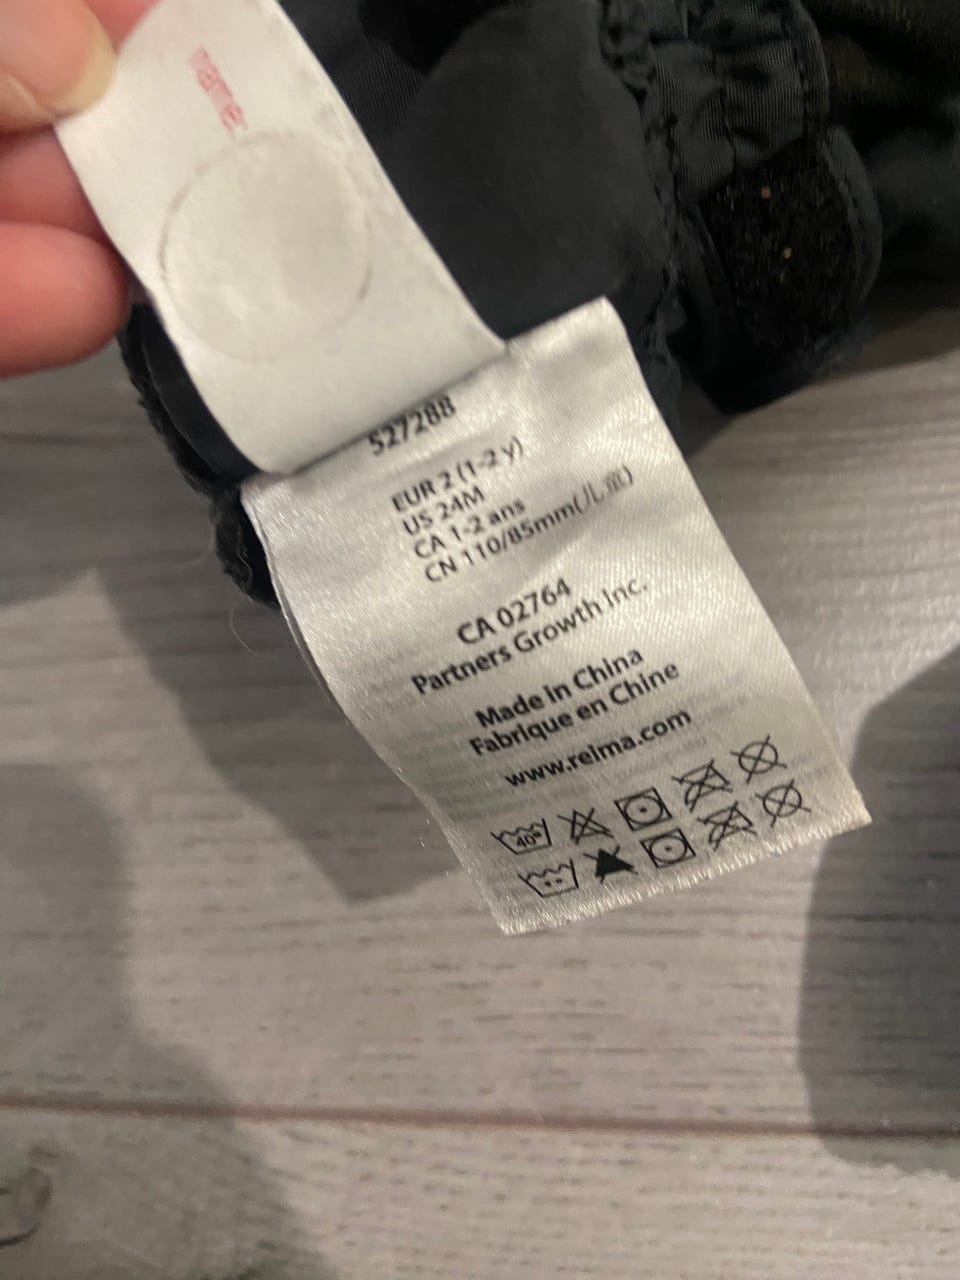 527288
EUR 2 (1-2 y)
US 24M
CA 1-2 ans
CN 110/85mm(儿童)
CA 02764
Partners Growth Inc.
Made in China
Fabrique en Chine
www.reima.com
40°